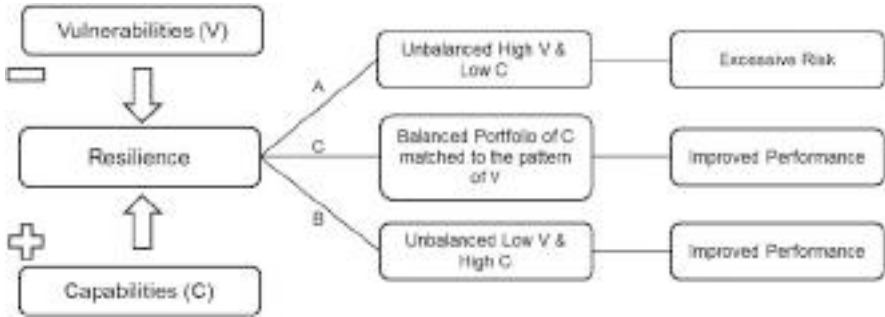 Vulnerabilities (V)
Resilience
Capabilities (C)
A
C
B
Unbalanced High V &
Low C
Balanced Portfolio of C
matched to the pattern
of V
Unbalanced Low V &
High C
Excessive Risk
Improved Performance
Improved Performance